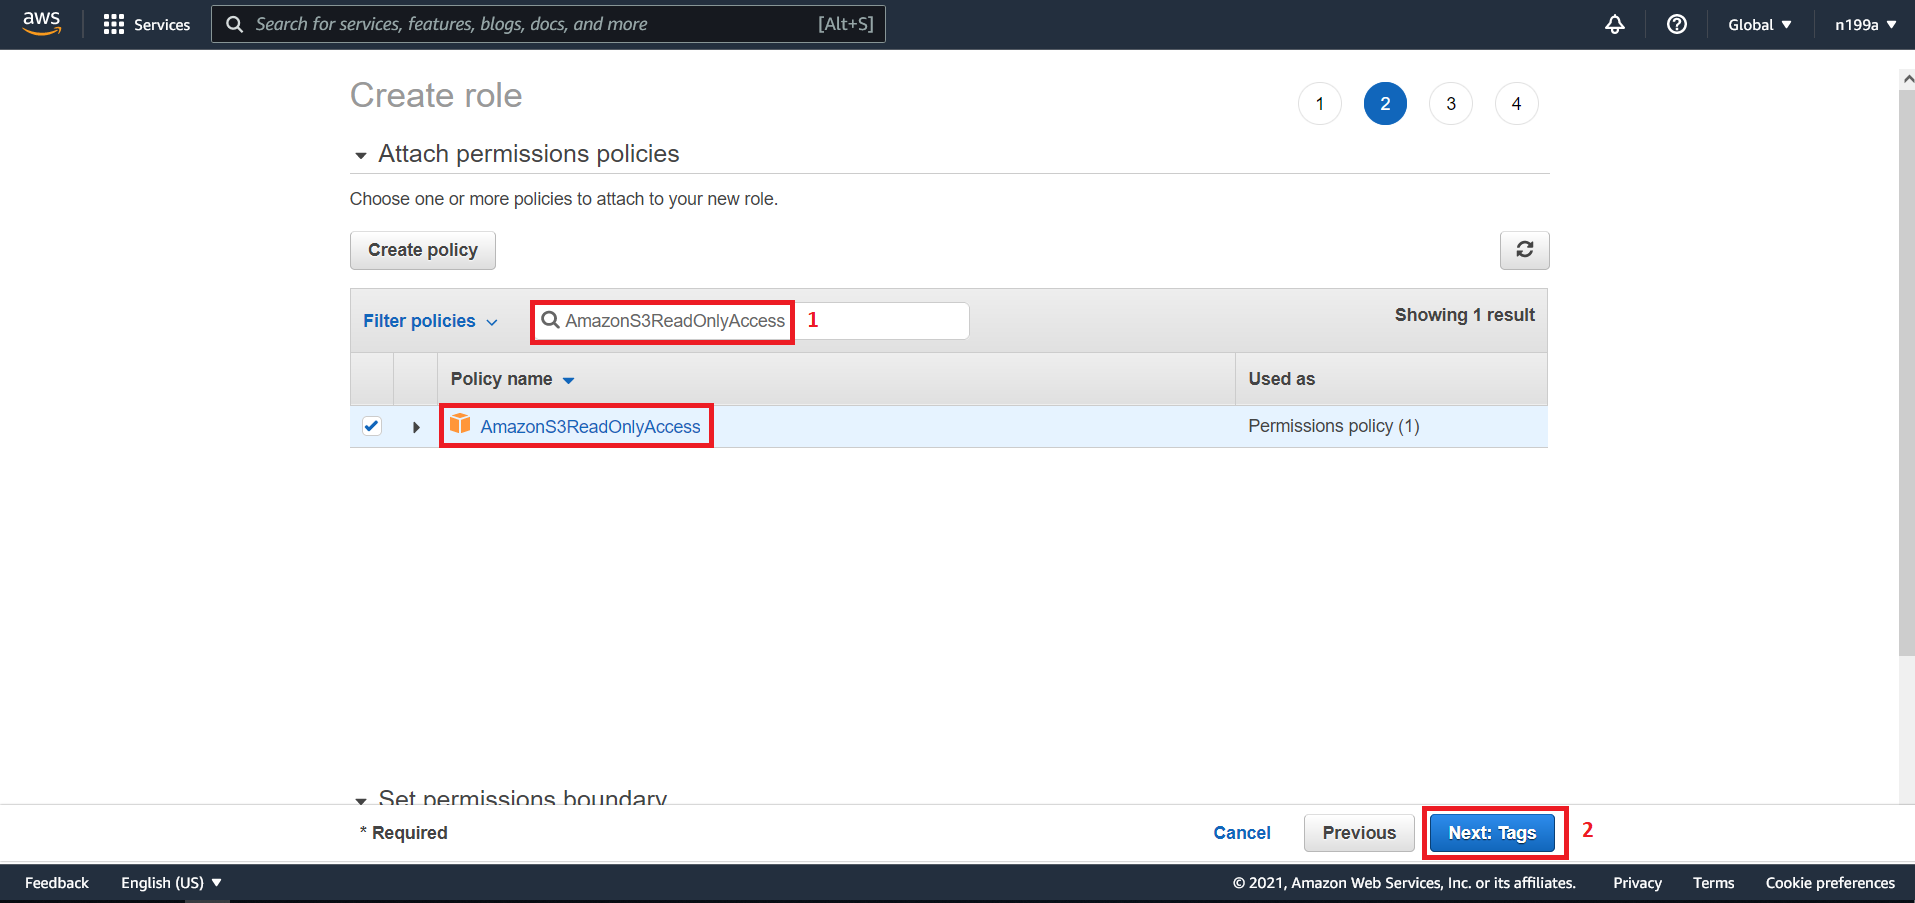 aws Services Search for services, features, blogs, docs, and more [Alt+S] Global n199a
Create role 1 2 3 4
Attach permissions policies
Choose one or more policies to attach to your new role.
Create policy
Filter policies AmazonS3ReadOnlyAccess 1 Showing 1 result
Policy name Used as
AmazonS3ReadOnlyAccess Permissions policy (1)
Set permissions boundary
* Required Cancel Previous Next: Tags 2
Feedback English (US) © 2021, Amazon Web Services, Inc. or its affiliates. Privacy Terms Cookie preferences